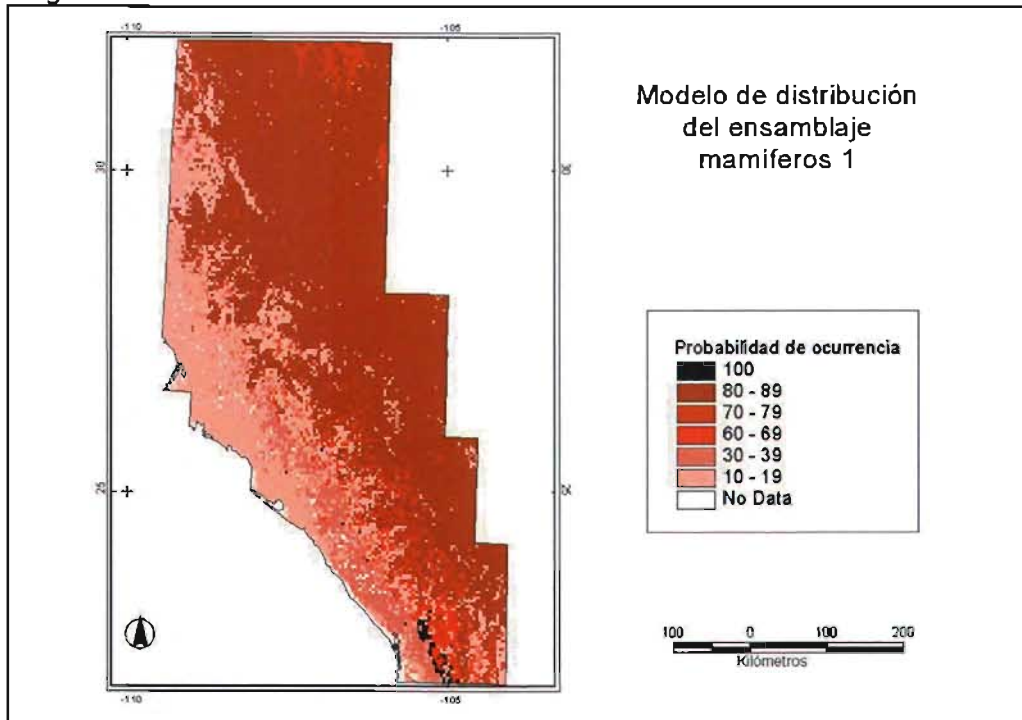 -110
-105
Modelo de distribución
del ensamblaje
mamiferos 1
30
30
Probabilidad de ocurrencia
100
80 - 89
70 - 79
60 - 69
30 - 39
10 - 19
No Data
25
25
100 0 100 200
Kilómetros
-110
-105